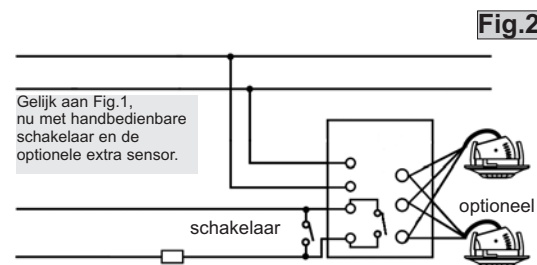 Fig.2
Gelijk aan Fig.1,
nu met handbedienbare
schakelaar en de
optionele extra sensor.
optioneel
schakelaar